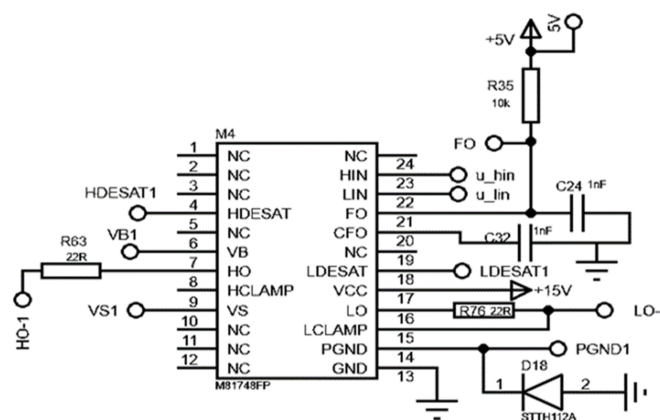 +5V
5V
R35
10k
M4
FO
1 NC NC 24
2 NC HIN 23 u_hin
3 NC LIN 22 u_lin
HDESAT1 4 HDESAT FO 21 C24 1nF
5 NC CFO 20 C32 1nF
VB1 6 VB NC 19
R63 22R 7 HO LDESAT 18 LDESAT1
8 HCLAMP VCC 17 +15V
HO-1
VS1 9 VS LO 16 R76 22R LO-
10 NC LCLAMP 15
11 NC PGND 14 PGND1
12 NC GND 13
M81748FP
D18
1 2
STTH112A